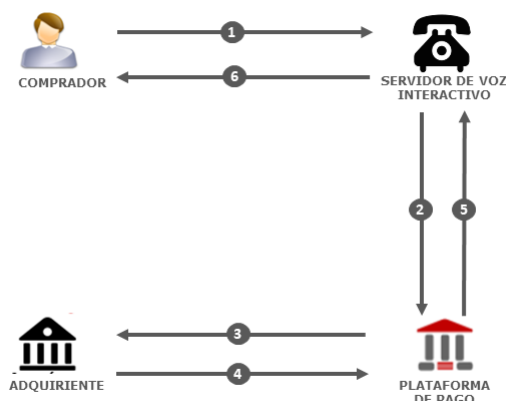 1
6
COMPRADOR
SERVIDOR DE VOZ
INTERACTIVO
2
5
3
4
ADQUIRIENTE
PLATAFORMA
DE PAGO